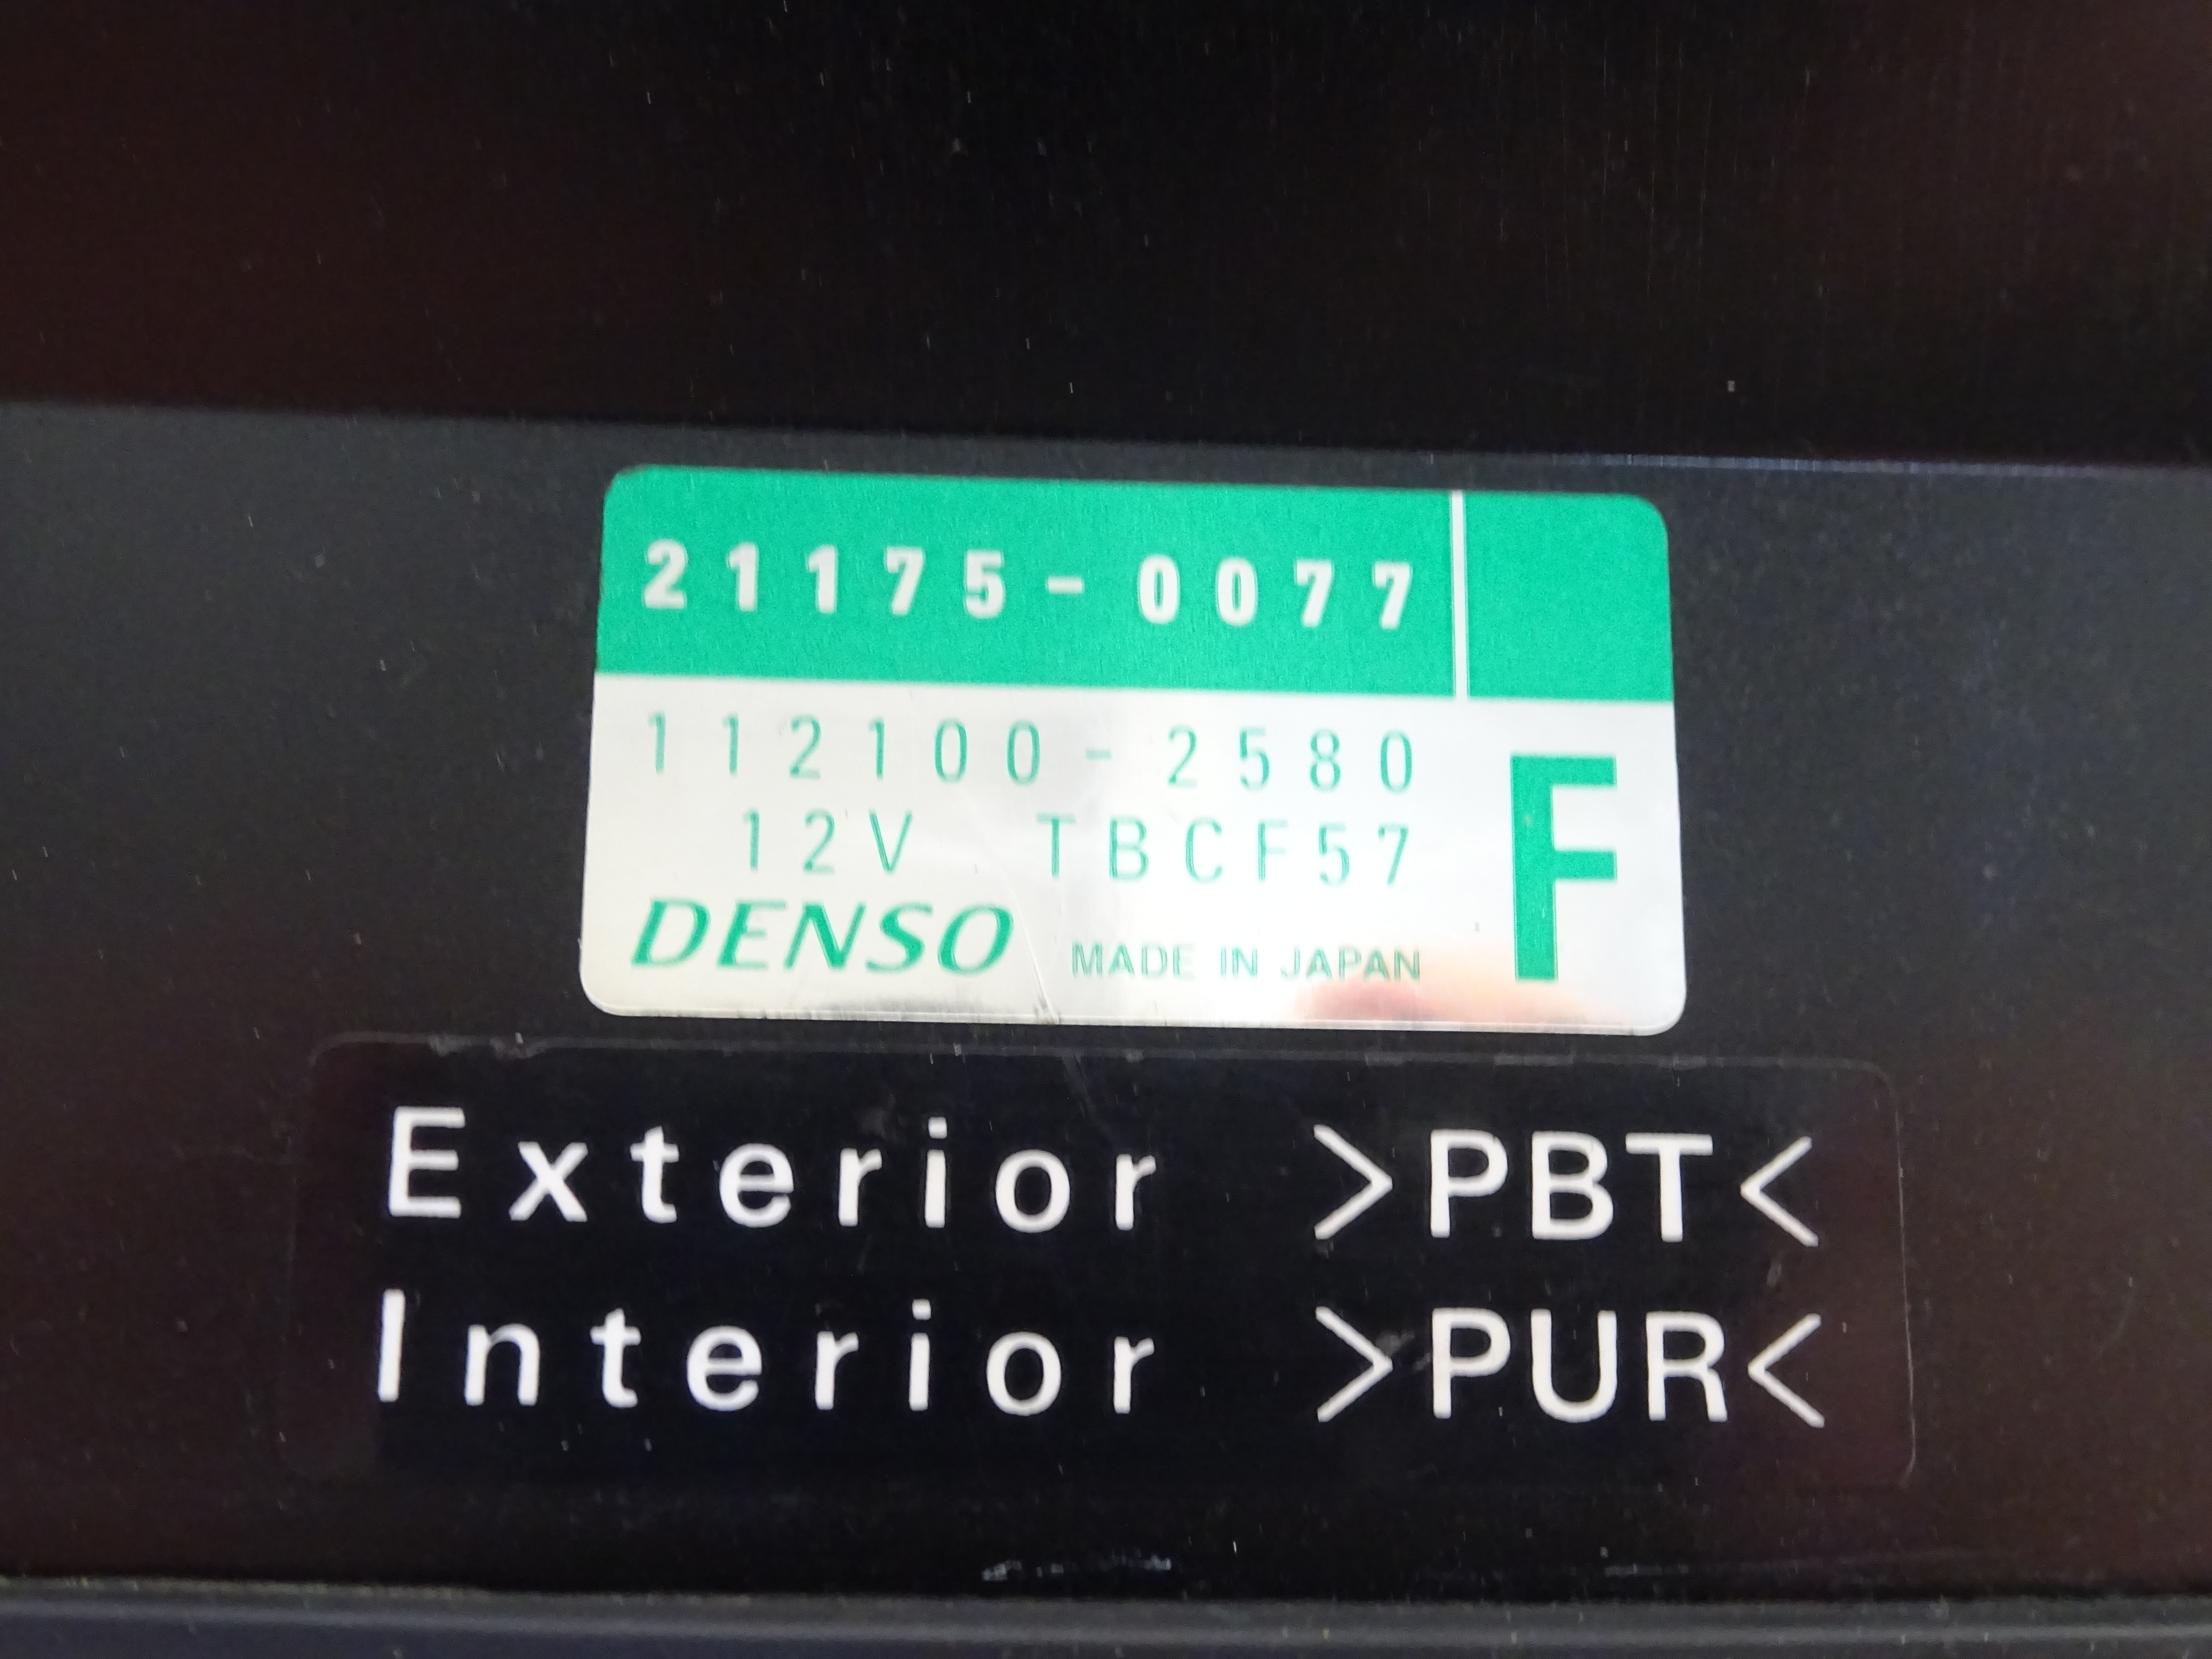 21175-0077
112100-2580 F
12V TBCF57
DENSO MADE IN JAPAN
Exterior >PBT<
Interior >PUR<